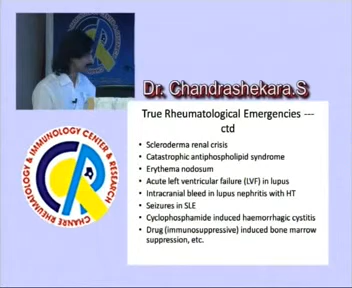 Dr. Chandrashekara.S
True Rheumatological Emergencies ---
ctd
• Scleroderma renal crisis
• Catastrophic antiphospholipid syndrome
• Erythema nodosum
• Acute left ventricular failure (LVF) in lupus
• Intracranial bleed in lupus nephritis with HT
• Seizures in SLE
• Cyclophosphamide induced haemorrhagic cystitis
• Drug (immunosuppressive) induced bone marrow
suppression, etc.
CHANRE RHEUMATOLOGY & IMMUNOLOGY CENTER & RESEARCH